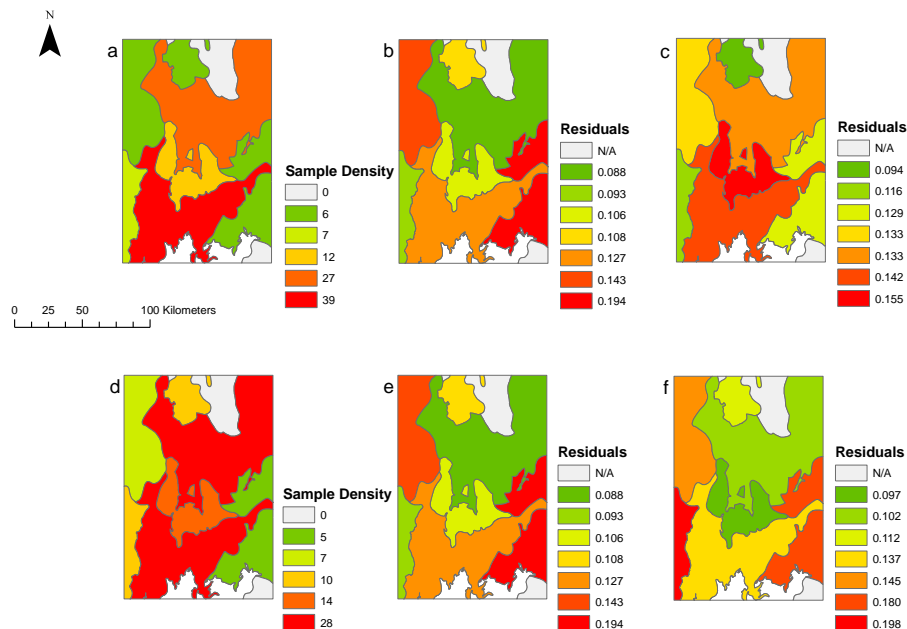 N
a
Sample Density
0
6
7
12
27
39
b
Residuals
N/A
0.088
0.093
0.106
0.108
0.127
0.143
0.194
c
Residuals
N/A
0.094
0.116
0.129
0.133
0.133
0.142
0.155
0 25 50 100 Kilometers
d
Sample Density
0
5
7
10
14
28
e
Residuals
N/A
0.088
0.093
0.106
0.108
0.127
0.143
0.194
f
Residuals
N/A
0.097
0.102
0.112
0.137
0.145
0.180
0.198